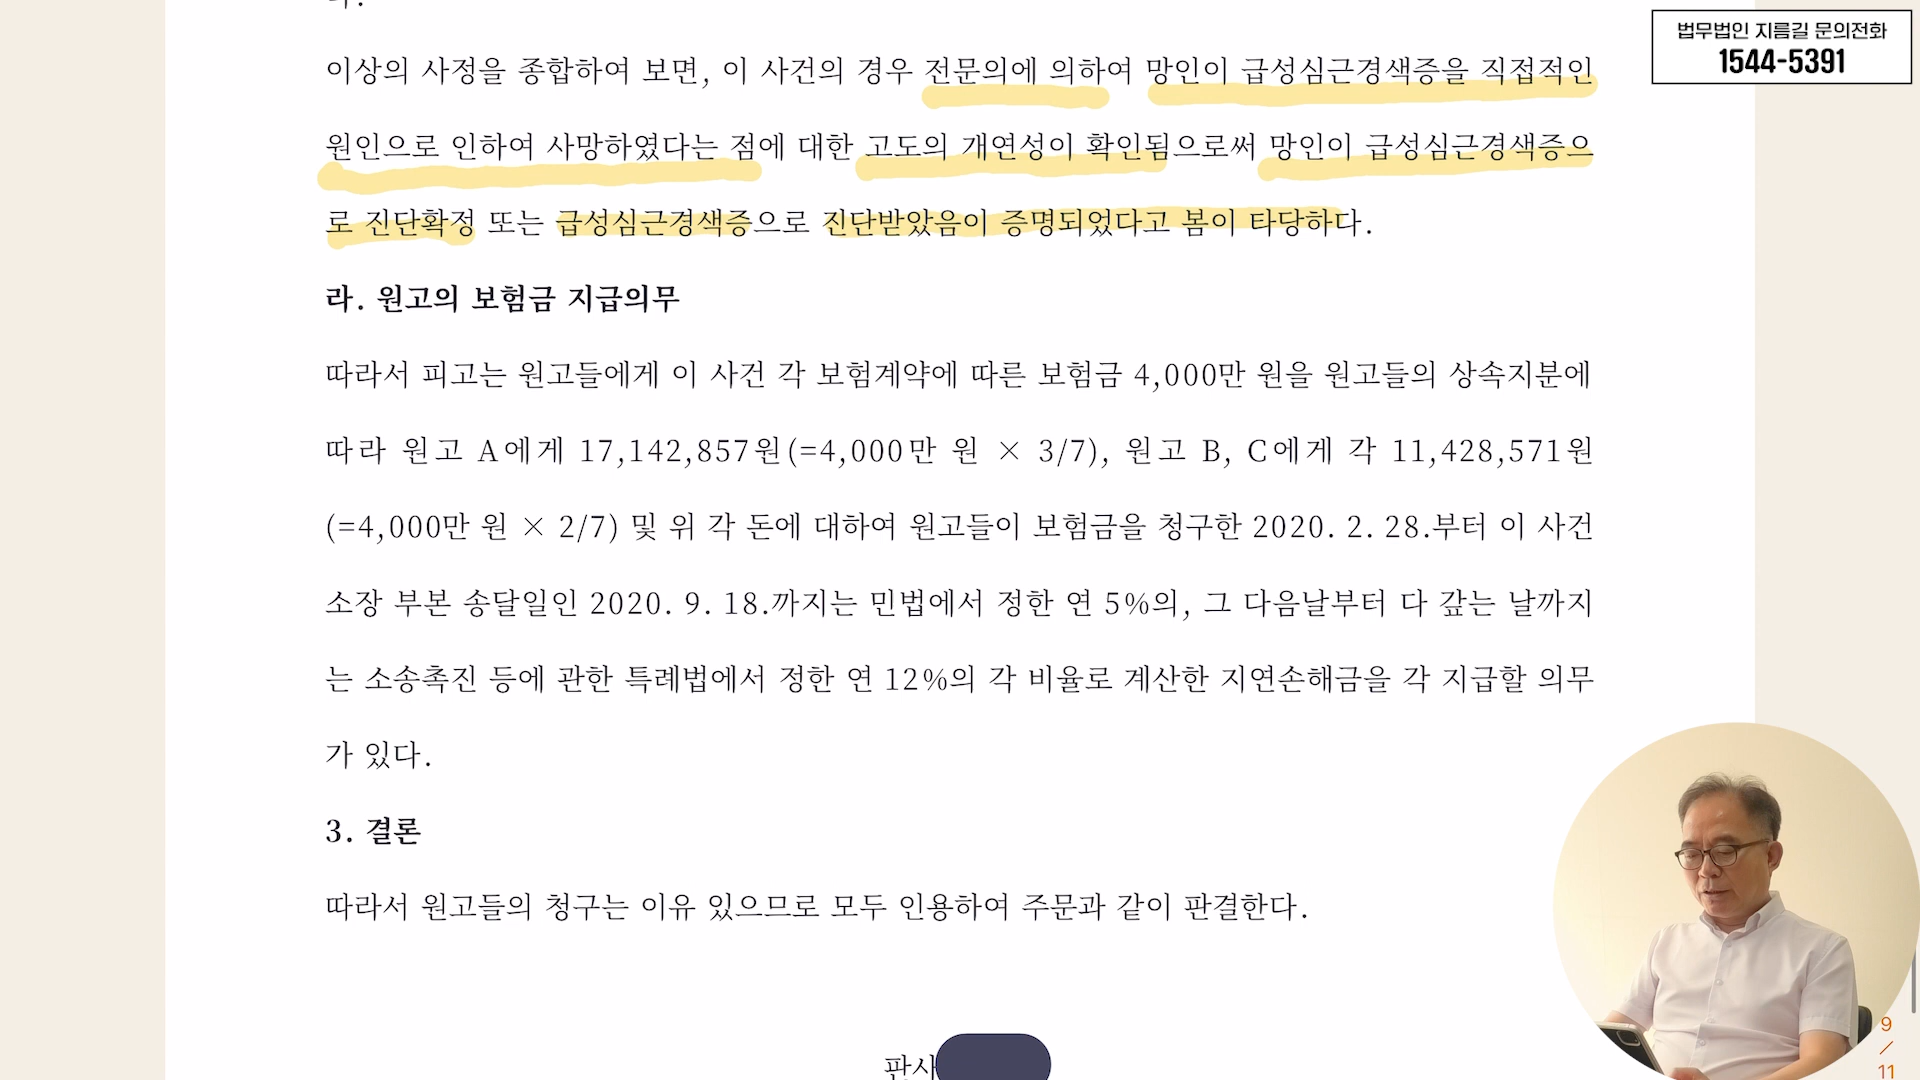 법무법인 지름길 문의전화
1544-5391
이상의 사정을 종합하여 보면, 이 사건의 경우 전문의에 의하여 망인이 급성심근경색증을 직접적인
원인으로 인하여 사망하였다는 점에 대한 고도의 개연성이 확인됨으로써 망인이 급성심근경색증으
로 진단확정 또는 급성심근경색증으로 진단받았음이 증명되었다고 봄이 타당하다.
라. 원고의 보험금 지급의무
따라서 피고는 원고들에게 이 사건 각 보험계약에 따른 보험금 4,000만 원을 원고들의 상속지분에
따라 원고 A에게 17,142,857원(=4,000만 원 × 3/7), 원고 B, C에게 각 11,428,571원
(=4,000만 원 × 2/7) 및 위 각 돈에 대하여 원고들이 보험금을 청구한 2020. 2. 28.부터 이 사건
소장 부본 송달일인 2020. 9. 18.까지는 민법에서 정한 연 5%의, 그 다음날부터 다 갚는 날까지
는 소송촉진 등에 관한 특례법에서 정한 연 12%의 각 비율로 계산한 지연손해금을 각 지급할 의무
가 있다.
3. 결론
따라서 원고들의 청구는 이유 있으므로 모두 인용하여 주문과 같이 판결한다.
판사
9
/
11